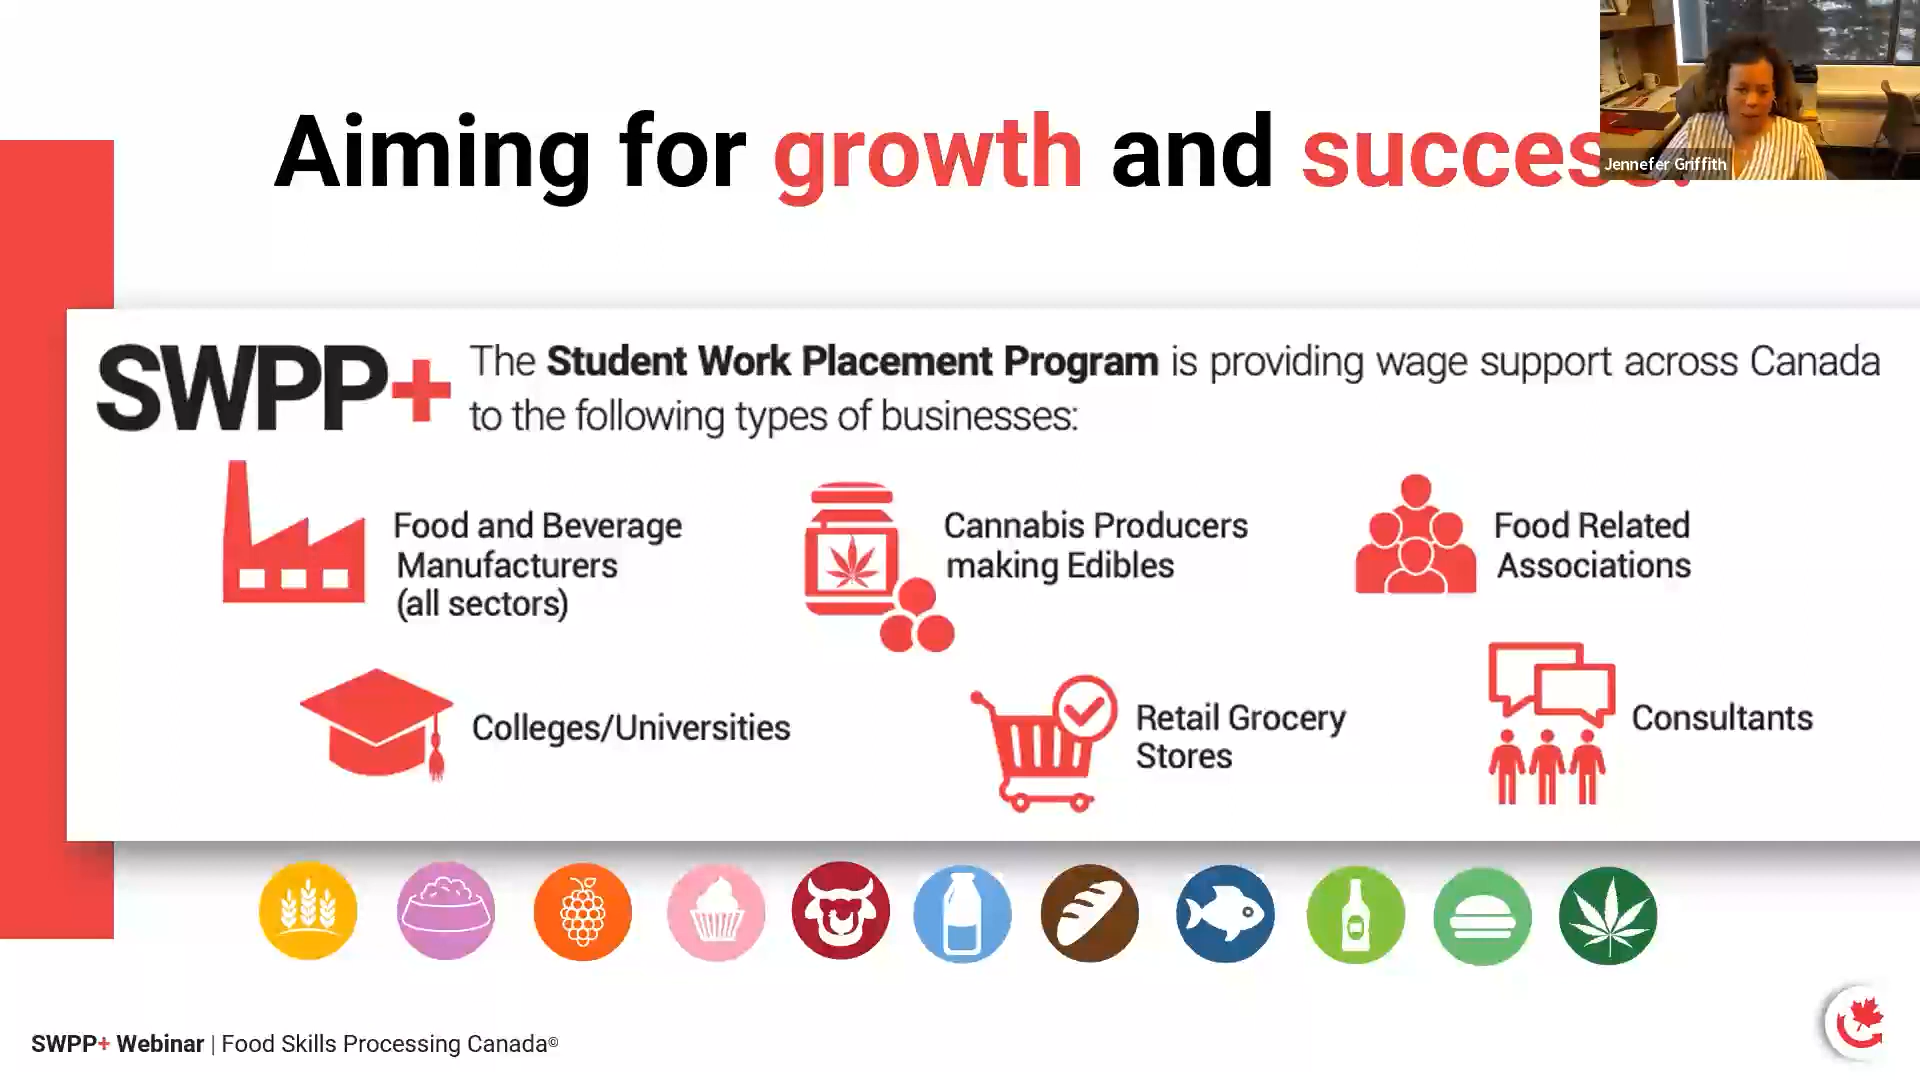 Aiming for growth and succes
Jennefer Griffith
SWPP+
The Student Work Placement Program is providing wage support across Canada
to the following types of businesses:
Food and Beverage
Manufacturers
(all sectors)
Cannabis Producers
making Edibles
Food Related
Associations
Colleges/Universities
Retail Grocery
Stores
Consultants
SWPP+ Webinar | Food Skills Processing Canada©